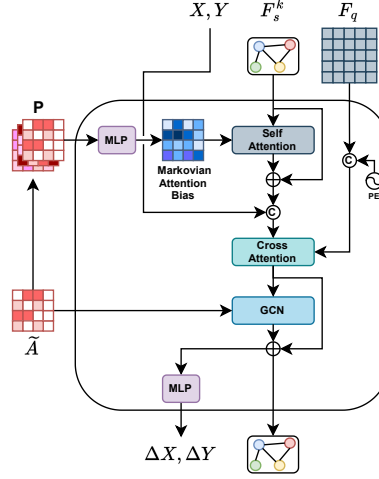 X, Y
F_s^k
F_q
P
MLP
Self
Attention
Markovian
Attention
Bias
C
C
PE
Cross
Attention
GCN
Ã
MLP
ΔX, ΔY